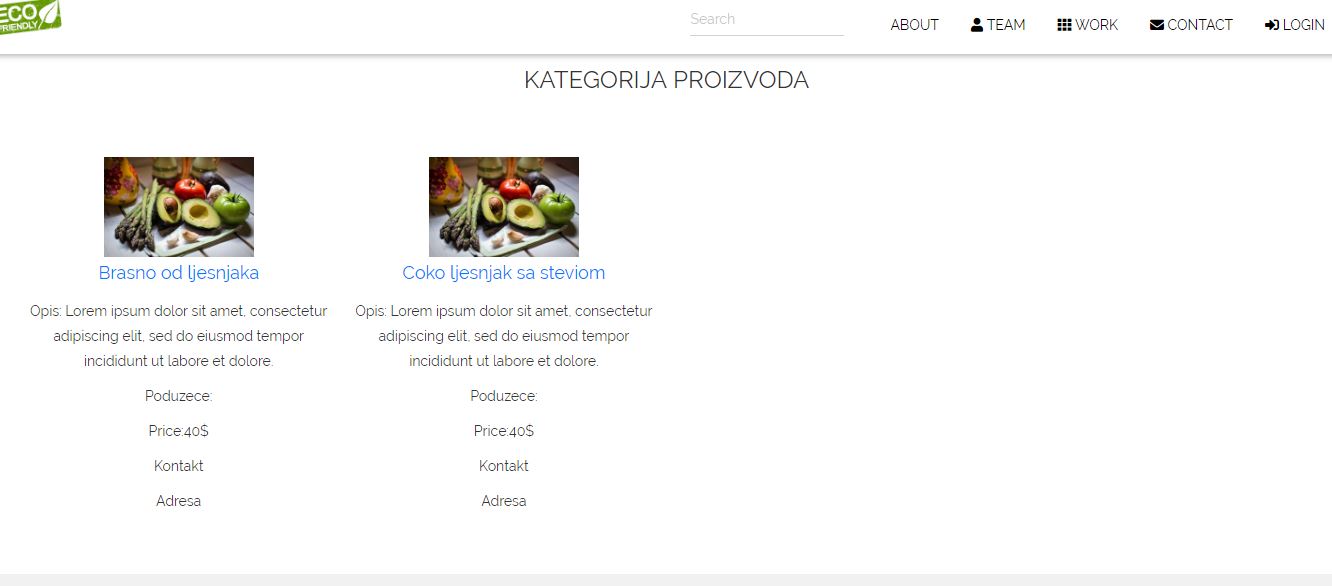 ECO
FRIENDLY
Search
ABOUT
TEAM
WORK
CONTACT
LOGIN
KATEGORIJA PROIZVODA
Brasno od ljesnjaka
Opis: Lorem ipsum dolor sit amet, consectetur
adipiscing elit, sed do eiusmod tempor
incididunt ut labore et dolore.
Poduzece:
Price:40$
Kontakt
Adresa
Coko ljesnjak sa steviom
Opis: Lorem ipsum dolor sit amet, consectetur
adipiscing elit, sed do eiusmod tempor
incididunt ut labore et dolore.
Poduzece:
Price:40$
Kontakt
Adresa